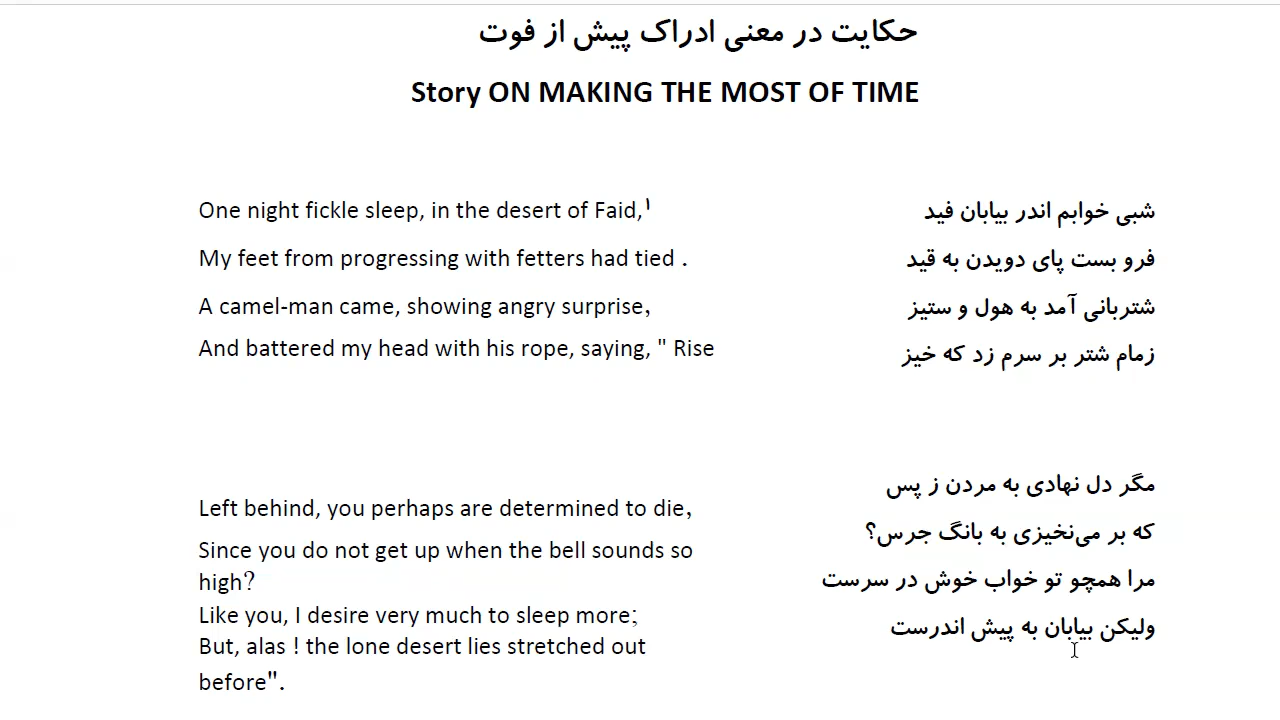 حکایت در معنی ادراک پیش از فوت
Story ON MAKING THE MOST OF TIME
One night fickle sleep, in the desert of Faid,۱
My feet from progressing with fetters had tied .
A camel-man came, showing angry surprise,
And battered my head with his rope, saying, " Rise
شبی خوابم اندر بیابان فید
فرو بست پای دویدن به قید
شتربانی آمد به هول و ستیز
زمام شتر بر سرم زد که خیز
Left behind, you perhaps are determined to die,
Since you do not get up when the bell sounds so
high?
Like you, I desire very much to sleep more;
But, alas ! the lone desert lies stretched out
before".
مگر دل نهادی به مردن ز پس
که بر می‌نخیزی به بانگ جرس؟
مرا همچو تو خواب خوش در سرست
ولیکن بیابان به پیش اندرست